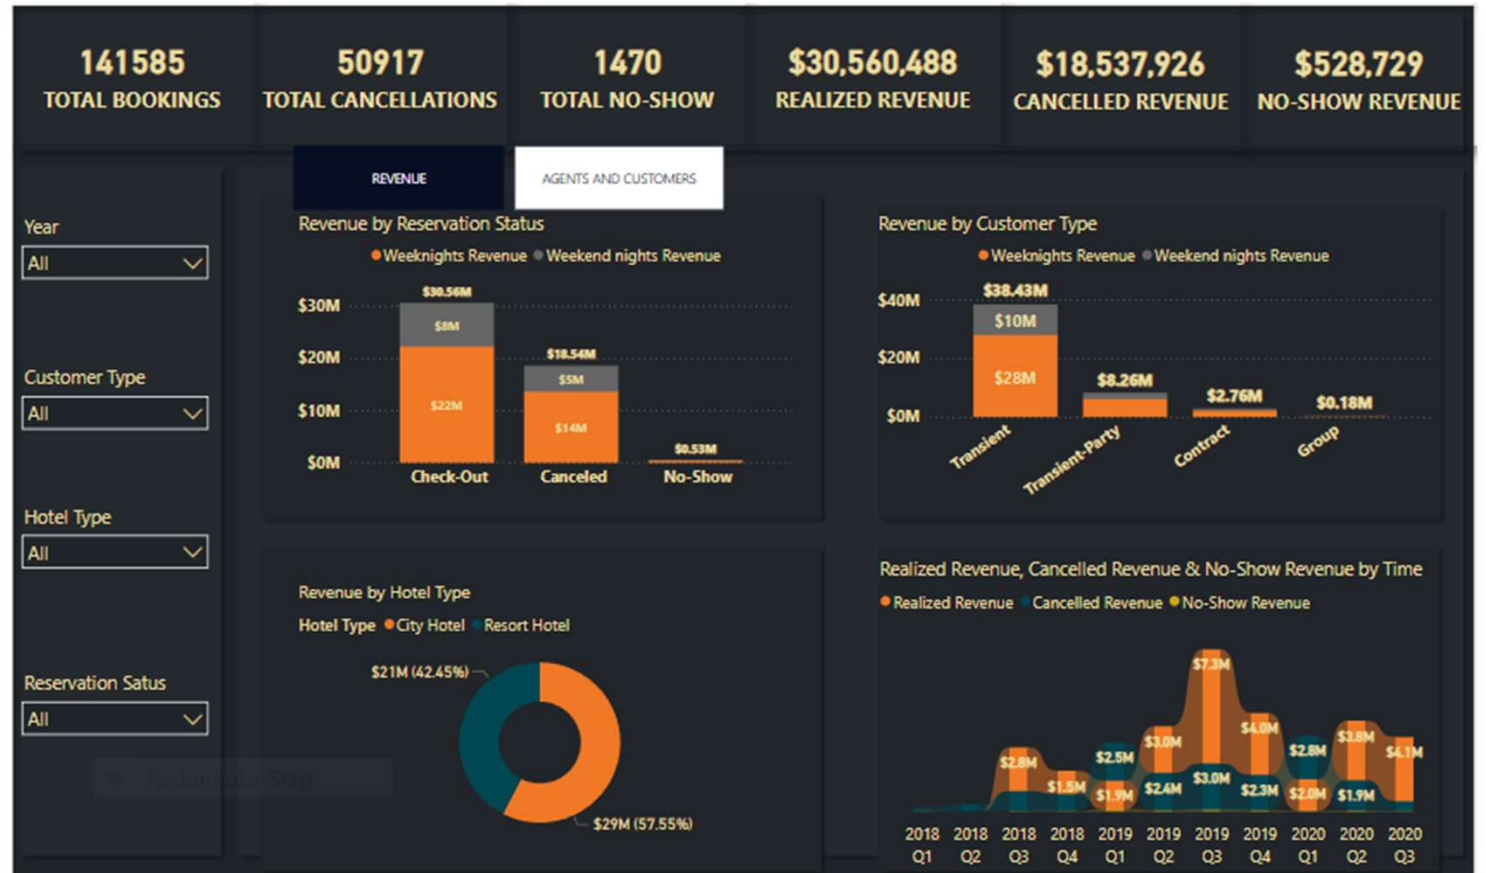 141585
TOTAL BOOKINGS
50917
TOTAL CANCELLATIONS
1470
TOTAL NO-SHOW
$30,560,488
REALIZED REVENUE
$18,537,926
CANCELLED REVENUE
$528,729
NO-SHOW REVENUE
REVENUE
AGENTS AND CUSTOMERS
Year
All
Customer Type
All
Hotel Type
All
Reservation Satus
All
Revenue by Reservation Status
Weeknights Revenue Weekend nights Revenue
$30M
$20M
$10M
$0M
$30.56M
$8M
$22M
$18.54M
$5M
$14M
$0.53M
Check-Out Canceled No-Show
Revenue by Customer Type
Weeknights Revenue Weekend nights Revenue
$40M
$20M
$0M
$38.43M
$10M
$28M
$8.26M
$2.76M
$0.18M
Transient
Transient-Party
Contract
Group
Revenue by Hotel Type
Hotel Type City Hotel Resort Hotel
$21M (42.45%)
$29M (57.55%)
Realized Revenue, Cancelled Revenue & No-Show Revenue by Time
Realized Revenue Cancelled Revenue No-Show Revenue
$2.8M
$1.5M
$2.5M
$1.9M
$3.0M
$2.4M
$7.3M
$3.0M
$4.0M
$2.3M
$2.8M
$2.0M
$3.8M
$1.9M
$4.1M
2018 2018 2018 2018 2019 2019 2019 2019 2020 2020 2020
Q1 Q2 Q3 Q4 Q1 Q2 Q3 Q4 Q1 Q2 Q3